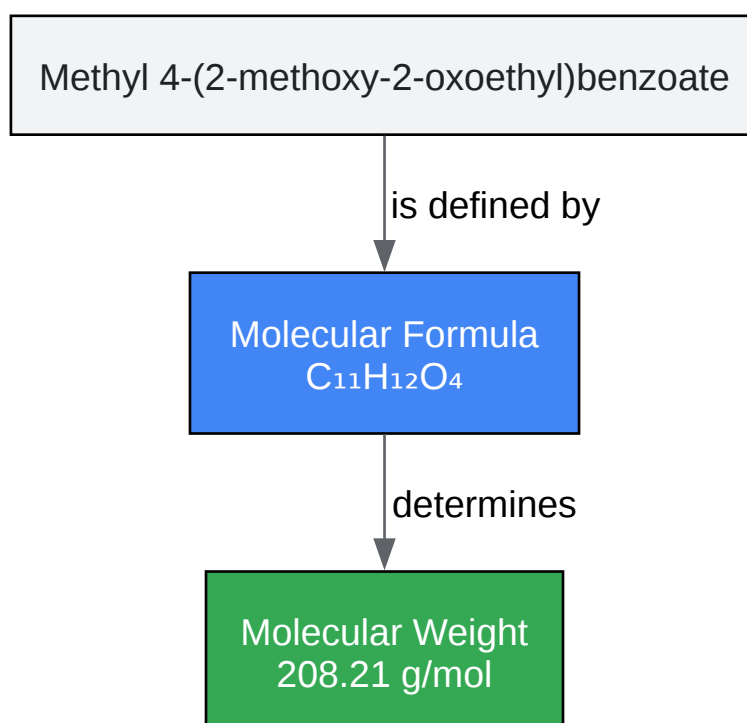 Methyl 4-(2-methoxy-2-oxoethyl)benzoate
is defined by
Molecular Formula
C₁₁H₁₂O₄
determines
Molecular Weight
208.21 g/mol